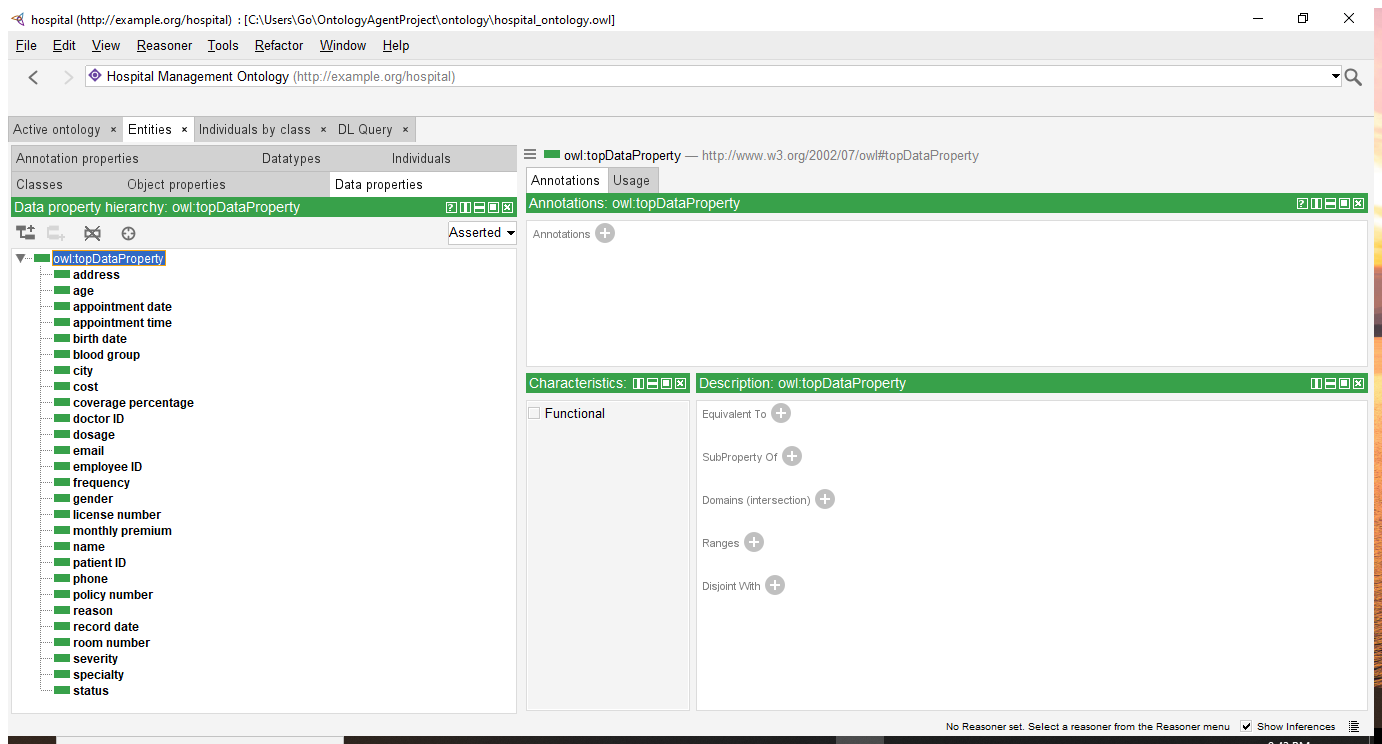 hospital (http://example.org/hospital) : [C:\Users\Go\OntologyAgentProject\ontology\hospital_ontology.owl]
File Edit View Reasoner Tools Refactor Window Help
Hospital Management Ontology (http://example.org/hospital)
Active ontology × Entities × Individuals by class × DL Query ×
Annotation properties Datatypes Individuals
Classes Object properties Data properties
Data property hierarchy: owl:topDataProperty
Asserted
owl:topDataProperty
address
age
appointment date
appointment time
birth date
blood group
city
cost
coverage percentage
doctor ID
dosage
email
employee ID
frequency
gender
license number
monthly premium
name
patient ID
phone
policy number
reason
record date
room number
severity
specialty
status
owl:topDataProperty — http://www.w3.org/2002/07/owl#topDataProperty
Annotations Usage
Annotations: owl:topDataProperty
Annotations
Characteristics:
Functional
Description: owl:topDataProperty
Equivalent To
SubProperty Of
Domains (intersection)
Ranges
Disjoint With
No Reasoner set. Select a reasoner from the Reasoner menu Show Inferences